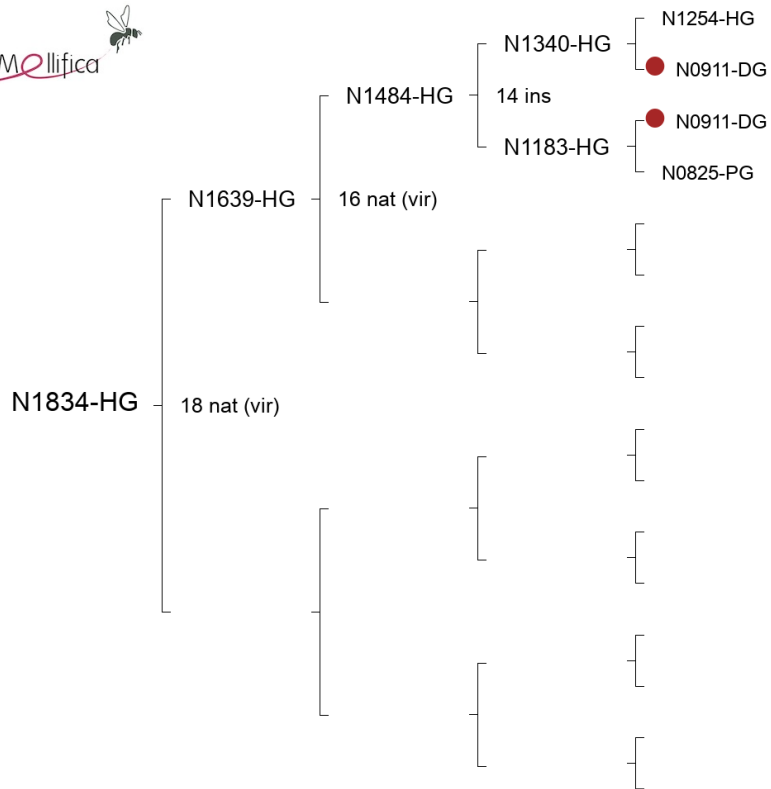 Mellifica
N1254-HG
N1340-HG
N0911-DG
N1484-HG
14 ins
N0911-DG
N1183-HG
N0825-PG
N1639-HG
16 nat (vir)
N1834-HG
18 nat (vir)